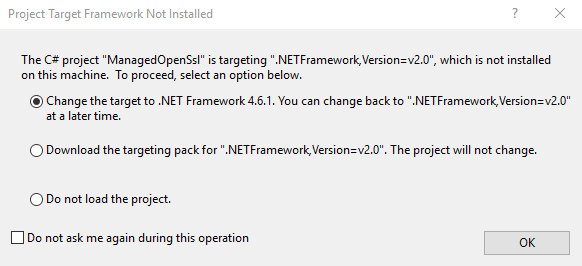 Project Target Framework Not Installed
The C# project "ManagedOpenSsl" is targeting ".NETFramework,Version=v2.0", which is not installed
on this machine.  To proceed, select an option below.
Change the target to .NET Framework 4.6.1. You can change back to ".NETFramework,Version=v2.0"
at a later time.
Download the targeting pack for ".NETFramework,Version=v2.0". The project will not change.
Do not load the project.
Do not ask me again during this operation
OK